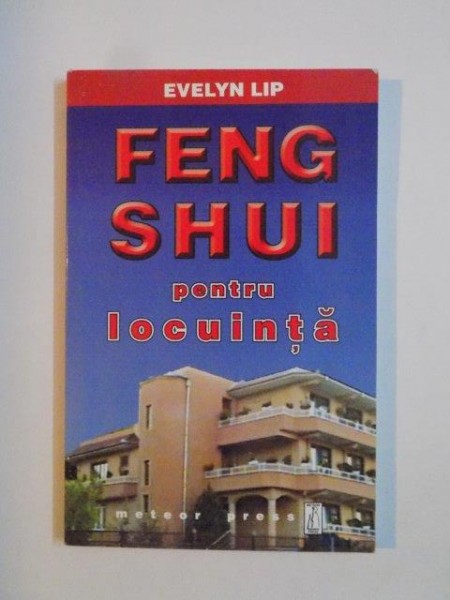 EVELYN LIP
FENG
SHUI
pentru
locuință
meteor press